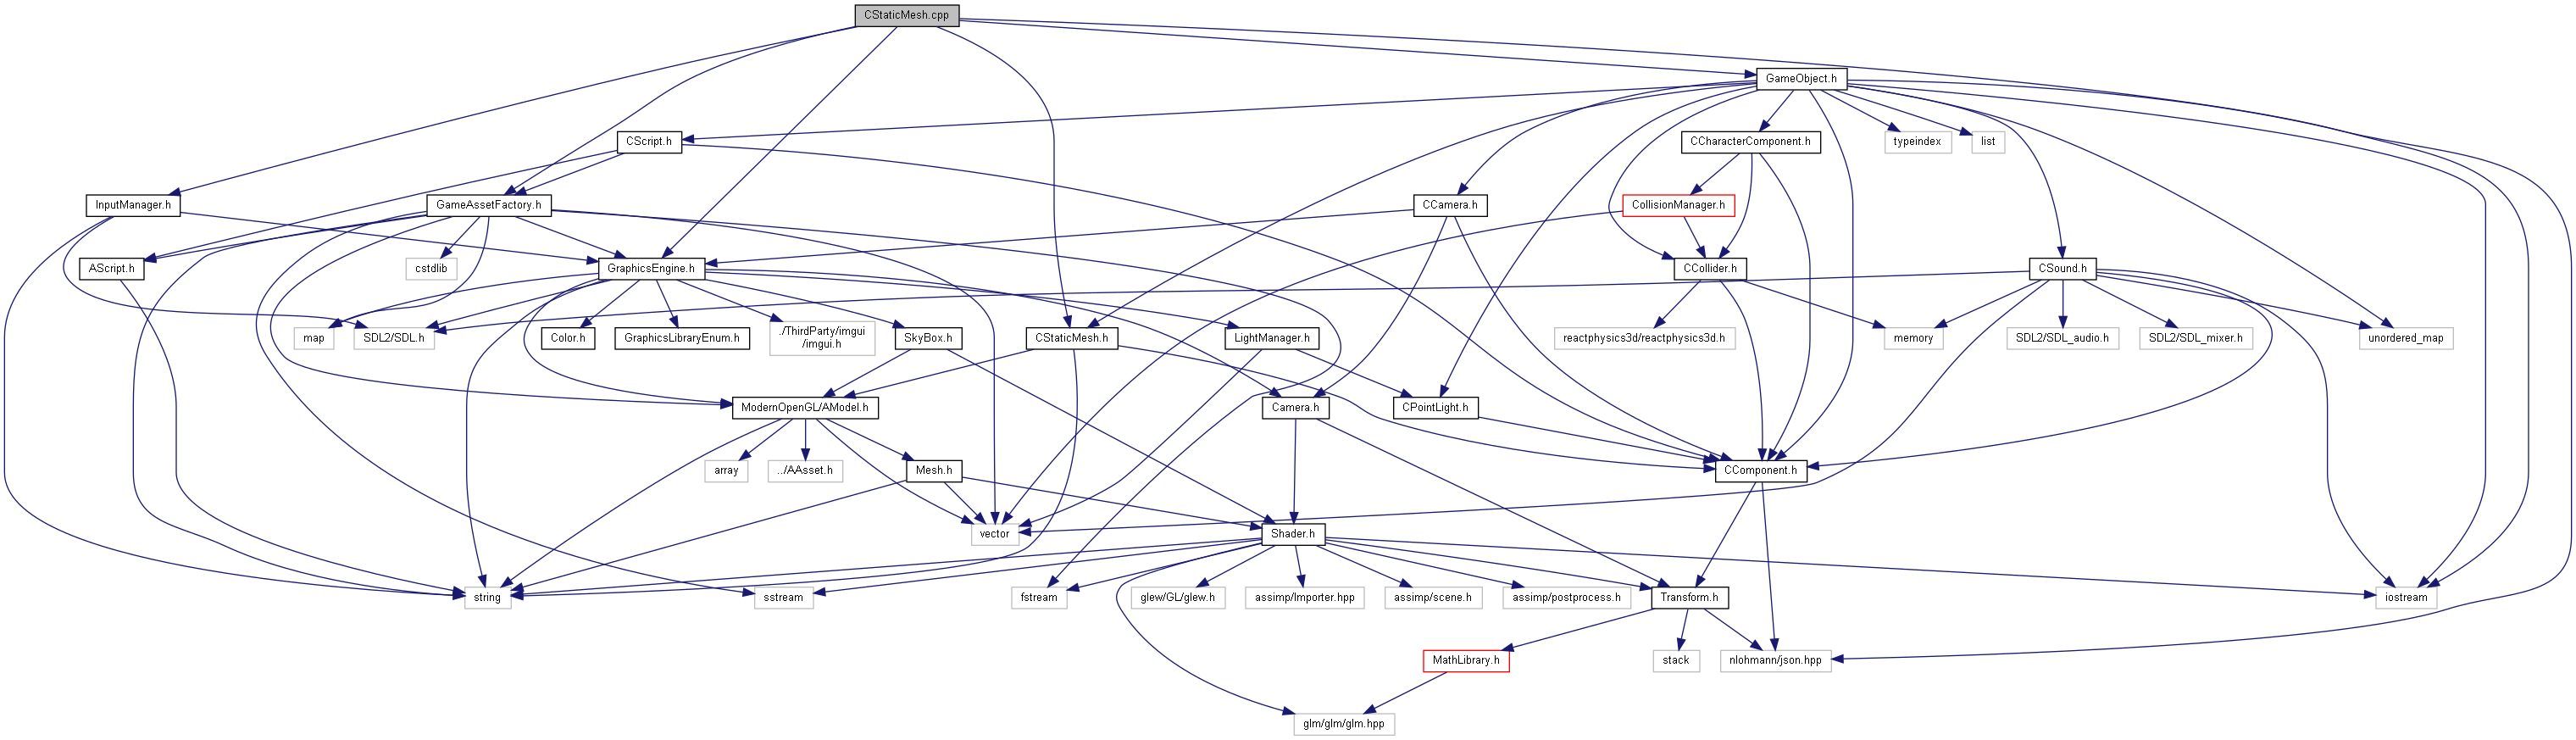 CStaticMesh.cpp
GameObject.h
CScript.h
CCharacterComponent.h
typeindex
list
InputManager.h
GameAssetFactory.h
CCamera.h
CollisionManager.h
AScript.h
cstdlib
GraphicsEngine.h
CCollider.h
CSound.h
map
SDL2/SDL.h
Color.h
GraphicsLibraryEnum.h
./ThirdParty/imgui
/imgui.h
SkyBox.h
CStaticMesh.h
LightManager.h
reactphysics3d/reactphysics3d.h
memory
SDL2/SDL_audio.h
SDL2/SDL_mixer.h
unordered_map
ModernOpenGL/AModel.h
Camera.h
CPointLight.h
array
../AAsset.h
Mesh.h
CComponent.h
vector
Shader.h
string
sstream
fstream
glew/GL/glew.h
assimp/Importer.hpp
assimp/scene.h
assimp/postprocess.h
Transform.h
iostream
MathLibrary.h
stack
nlohmann/json.hpp
glm/glm/glm.hpp